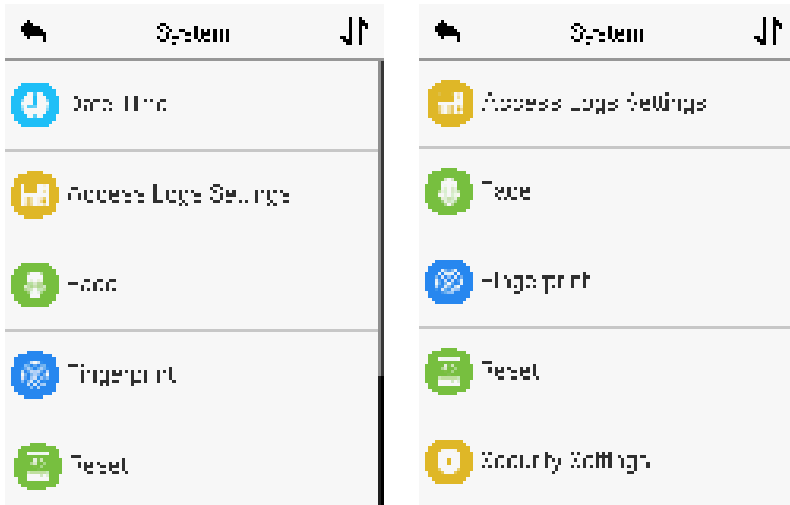 System
Date Time
Access Logs Settings
Face
Fingerprint
Reset
System
Access Logs Settings
Face
Fingerprint
Reset
Security Settings